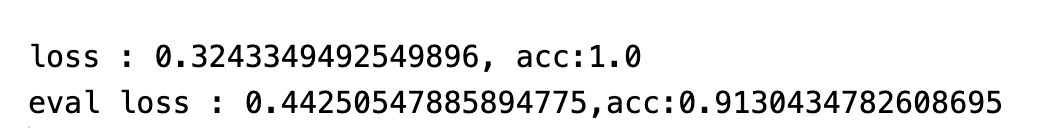 loss : 0.3243349492549896, acc:1.0
eval loss : 0.44250547885894775,acc:0.9130434782608695